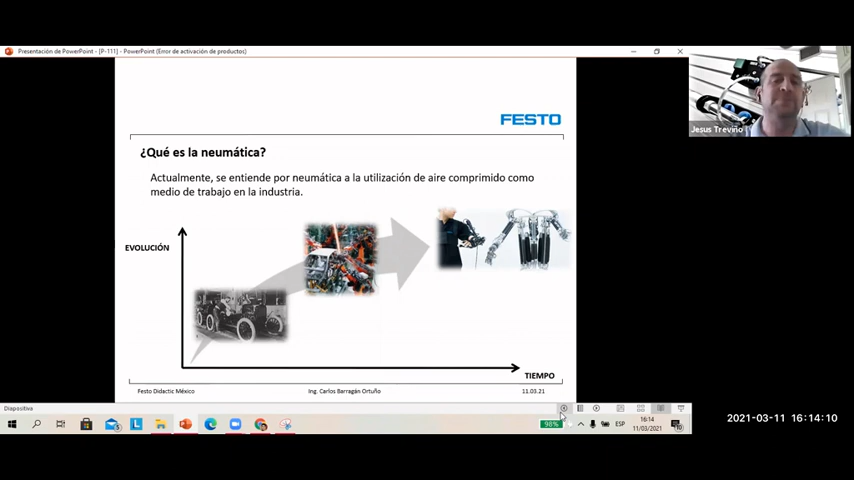 Presentación de PowerPoint - [P-111] - PowerPoint (Error de activación de productos)
FESTO
Jesus Treviño
¿Qué es la neumática?
Actualmente, se entiende por neumática a la utilización de aire comprimido como
medio de trabajo en la industria.
EVOLUCIÓN
TIEMPO
Festo Didactic México
Ing. Carlos Barragán Ortuño
11.03.21
Diapositiva
98%
ESP
16:14
11/03/2021
2021-03-11 16:14:10